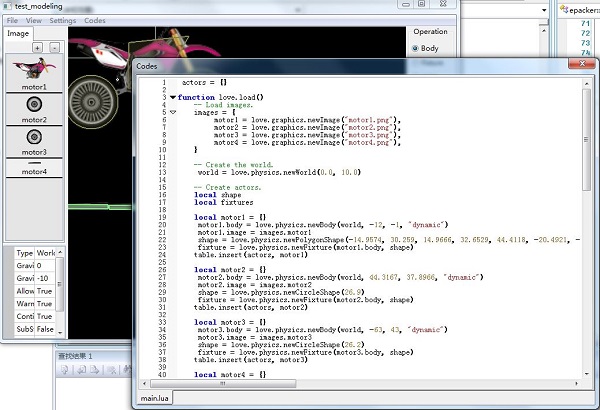 test_modeling
File View Settings Codes
Image
+ -
motor1
motor2
motor3
motor4
Type World
Gravi 0
Gravi -10
Allow True
Warn True
Conti True
SubS False
查找结果 1
Operation
Body
epacker:
71
72
73
74
Codes
1 actors = {}
2
3 function love.load()
4 -- Load images.
5 images = {
6 motor1 = love.graphics.newImage("motor1.png"),
7 motor2 = love.graphics.newImage("motor2.png"),
8 motor3 = love.graphics.newImage("motor3.png"),
9 motor4 = love.graphics.newImage("motor4.png"),
10 }
11
12 -- Create the world.
13 world = love.physics.newWorld(0.0, 10.0)
14
15 -- Create actors.
16 local shape
17 local fixtures
18
19 local motor1 = {}
20 motor1.body = love.physics.newBody(world, -12, -1, "dynamic")
21 motor1.image = images.motor1
22 shape = love.physics.newPolygonShape(-14.9574, 30.259, 14.9666, 32.6529, 44.4118, -20.4921, -
23 fixture = love.physics.newFixture(motor1.body, shape)
24 table.insert(actors, motor1)
25
26 local motor2 = {}
27 motor2.body = love.physics.newBody(world, 44.3167, 37.8966, "dynamic")
28 motor2.image = images.motor2
29 shape = love.physics.newCircleShape(26.9)
30 fixture = love.physics.newFixture(motor2.body, shape)
31 table.insert(actors, motor2)
32
33 local motor3 = {}
34 motor3.body = love.physics.newBody(world, -63, 43, "dynamic")
35 motor3.image = images.motor3
36 shape = love.physics.newCircleShape(26.2)
37 fixture = love.physics.newFixture(motor3.body, shape)
38 table.insert(actors, motor3)
39
40 local motor4 = {}
main.lua